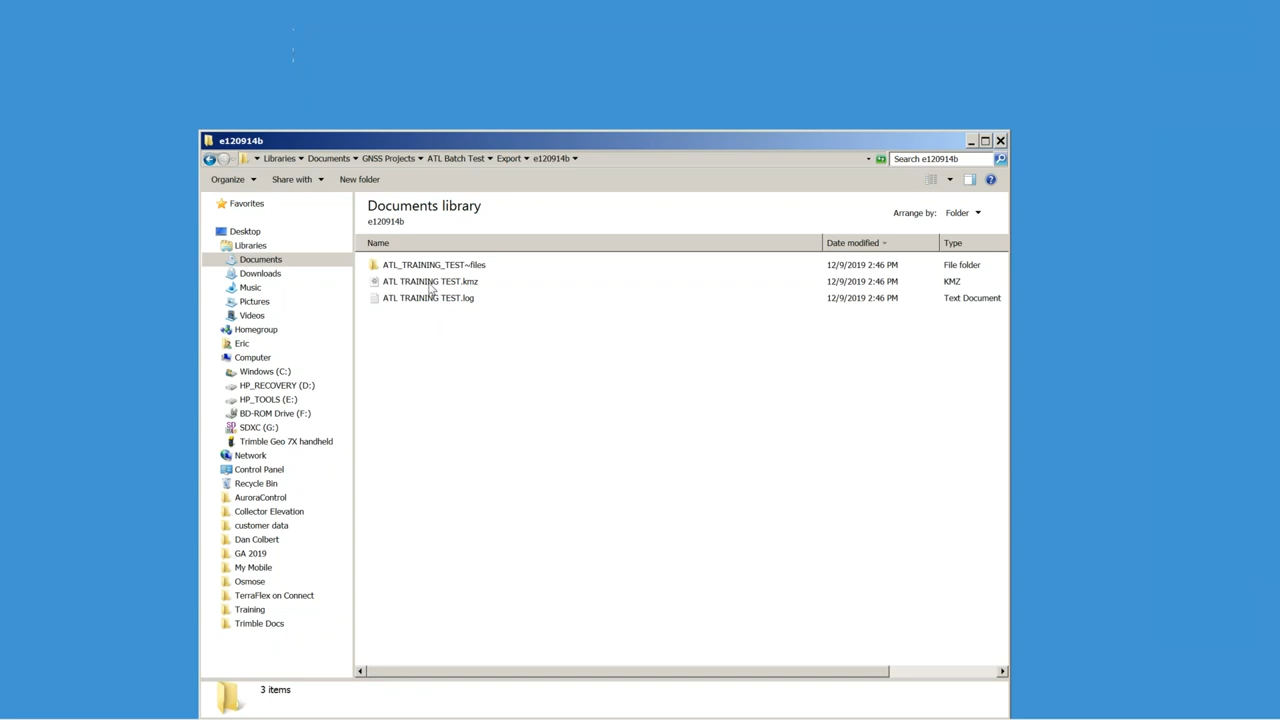 e120914b
Libraries Documents GNSS Projects ATL Batch Test Export e120914b
Search e120914b
Organize Share with New folder
Favorites
Desktop
Libraries
Documents
Downloads
Music
Pictures
Videos
Homegroup
Eric
Computer
Windows (C:)
HP_RECOVERY (D:)
HP_TOOLS (E:)
BD-ROM Drive (F:)
SDXC (G:)
Trimble Geo 7X handheld
Network
Control Panel
Recycle Bin
AuroraControl
Collector Elevation
customer data
Dan Colbert
GA 2019
My Mobile
Osmose
TerraFlex on Connect
Training
Trimble Docs
Documents library
e120914b
Arrange by: Folder
Name Date modified Type
ATL_TRAINING_TEST~files 12/9/2019 2:46 PM File folder
ATL TRAINING TEST.kmz 12/9/2019 2:46 PM KMZ
ATL TRAINING TEST.log 12/9/2019 2:46 PM Text Document
3 items